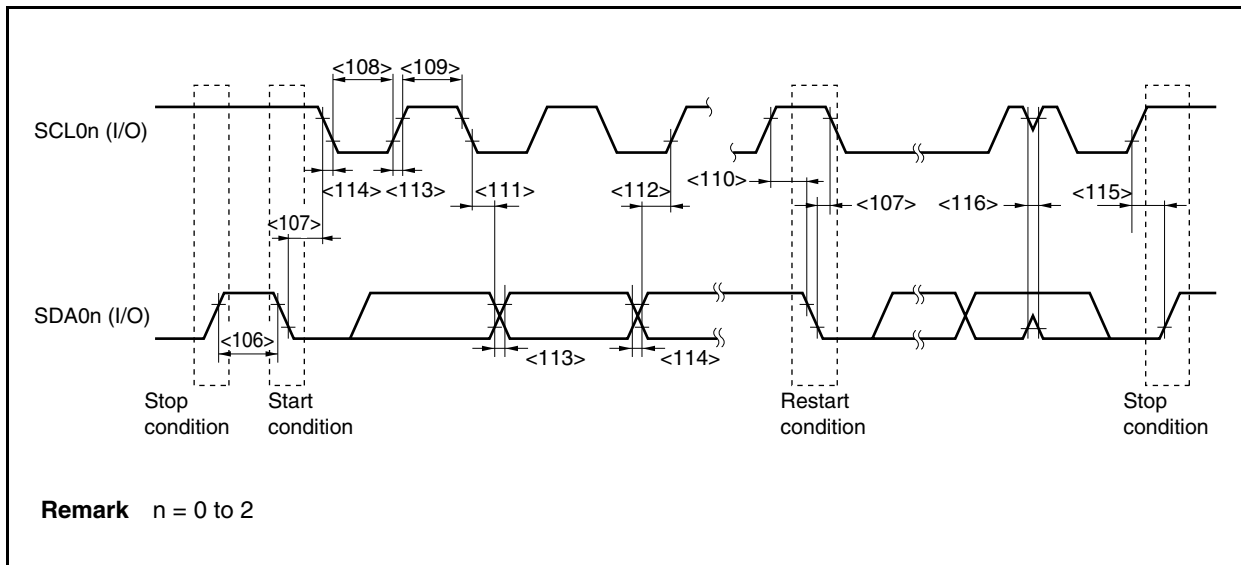 <108> <109>
SCL0n (I/O)
<114> <113> <111> <112> <110> <107> <116> <115>
<107>
SDA0n (I/O)
<106> <113> <114>
Stop condition
Start condition
Restart condition
Stop condition
Remark n = 0 to 2